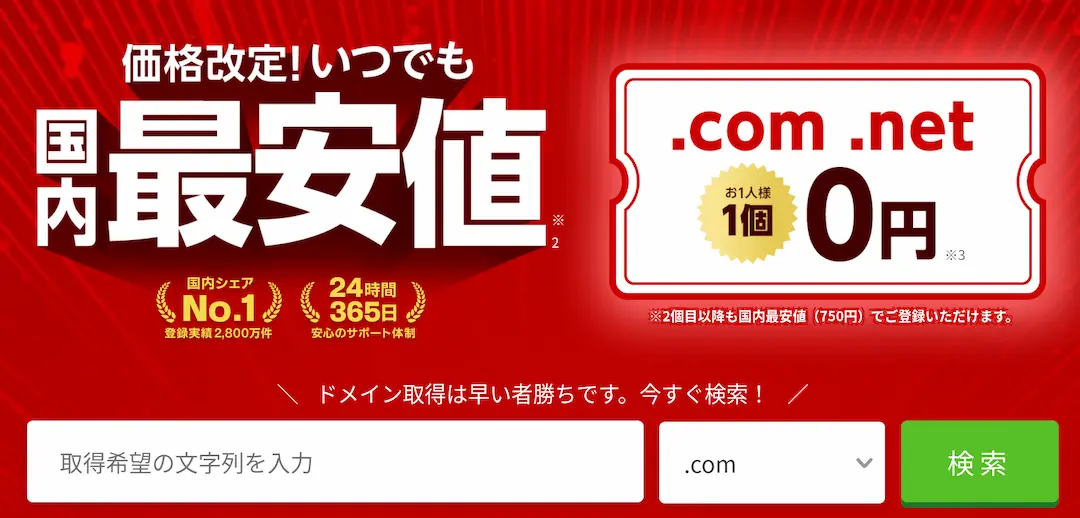 価格改定!いつでも
国内
最安値
※2
国内シェア
No.1
登録実績2,800万件
24時間
365日
安心のサポート体制
.com .net
お1人様
1個
0円
※3
※2個目以降も国内最安値（750円）でご登録いただけます。
＼ ドメイン取得は早い者勝ちです。今すぐ検索！ ／
取得希望の文字列を入力
.com
検索